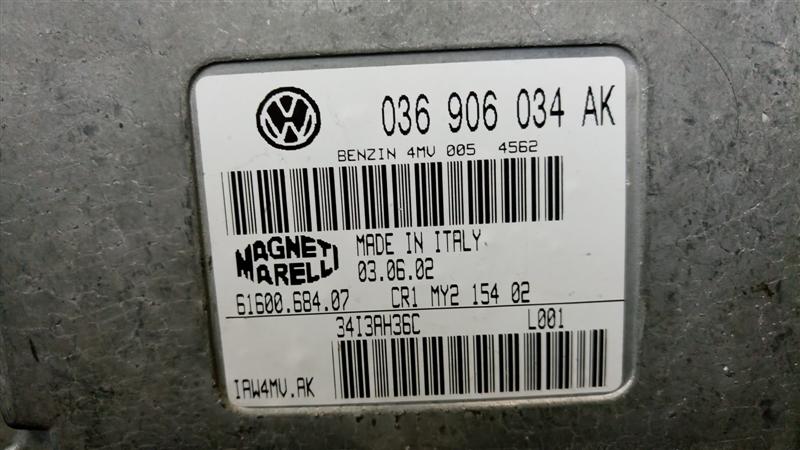 036 906 034 AK
BENZIN 4MV 005 4562
MAGNETI MARELLI
MADE IN ITALY
03.06.02
61600.684.07 CR1 MY2 154 02
34I3AH36C L001
IAW4MV.AK